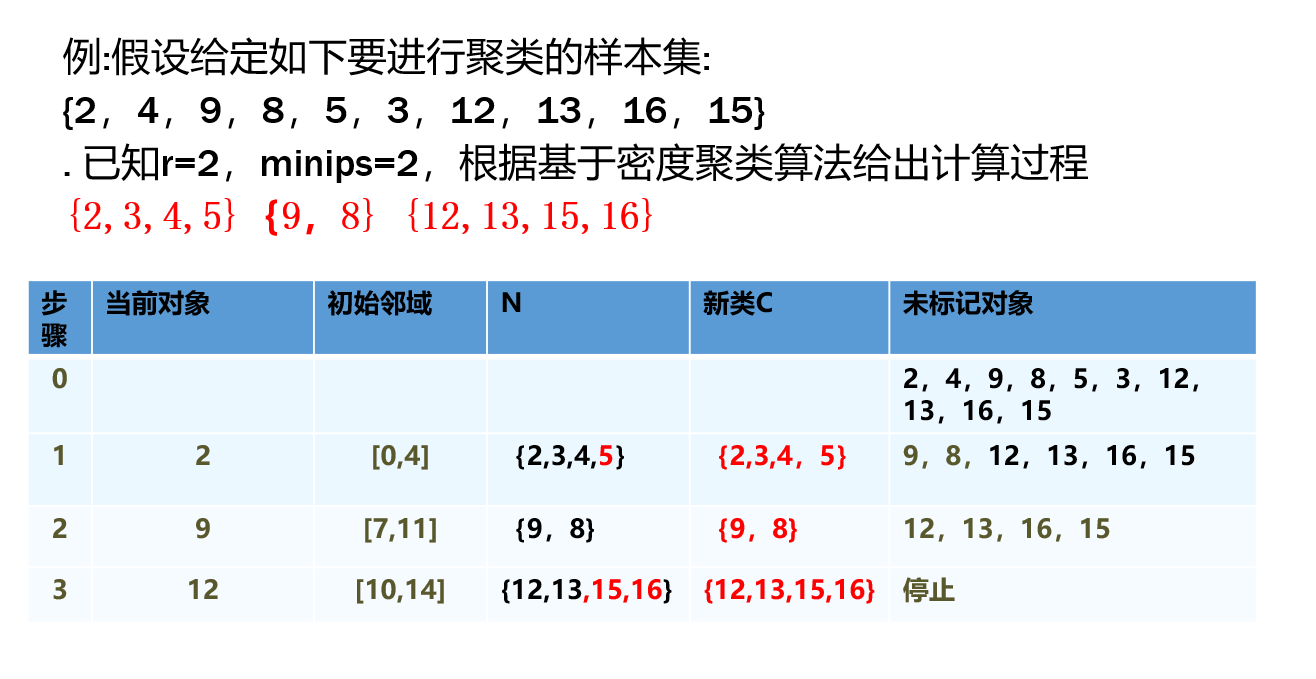 例:假设给定如下要进行聚类的样本集:
{2，4，9，8，5，3，12，13，16，15}
. 已知r=2，minips=2，根据基于密度聚类算法给出计算过程
{2,3,4,5} {9，8} {12,13,15,16}
步骤 当前对象 初始邻域 N 新类C 未标记对象
0 2，4，9，8，5，3，12，
13，16，15
1 2 [0,4] {2,3,4,5} {2,3,4，5} 9，8，12，13，16，15
2 9 [7,11] {9，8} {9，8} 12，13，16，15
3 12 [10,14] {12,13,15,16} {12,13,15,16} 停止